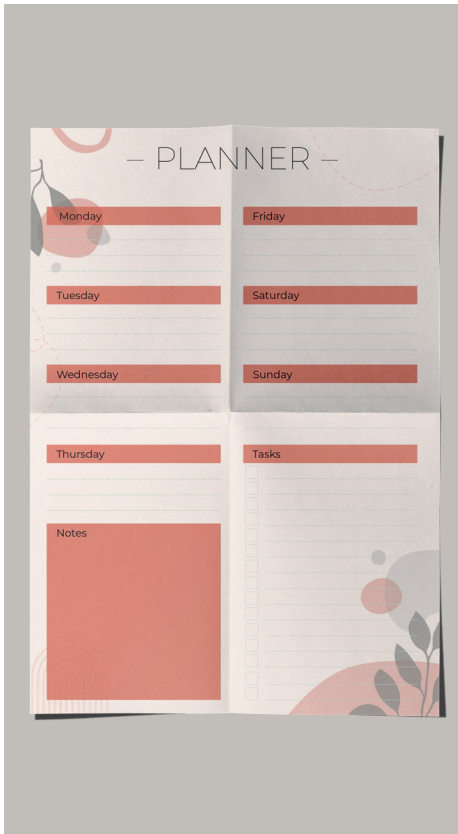 – PLANNER –
Monday
Tuesday
Wednesday
Thursday
Notes
Friday
Saturday
Sunday
Tasks